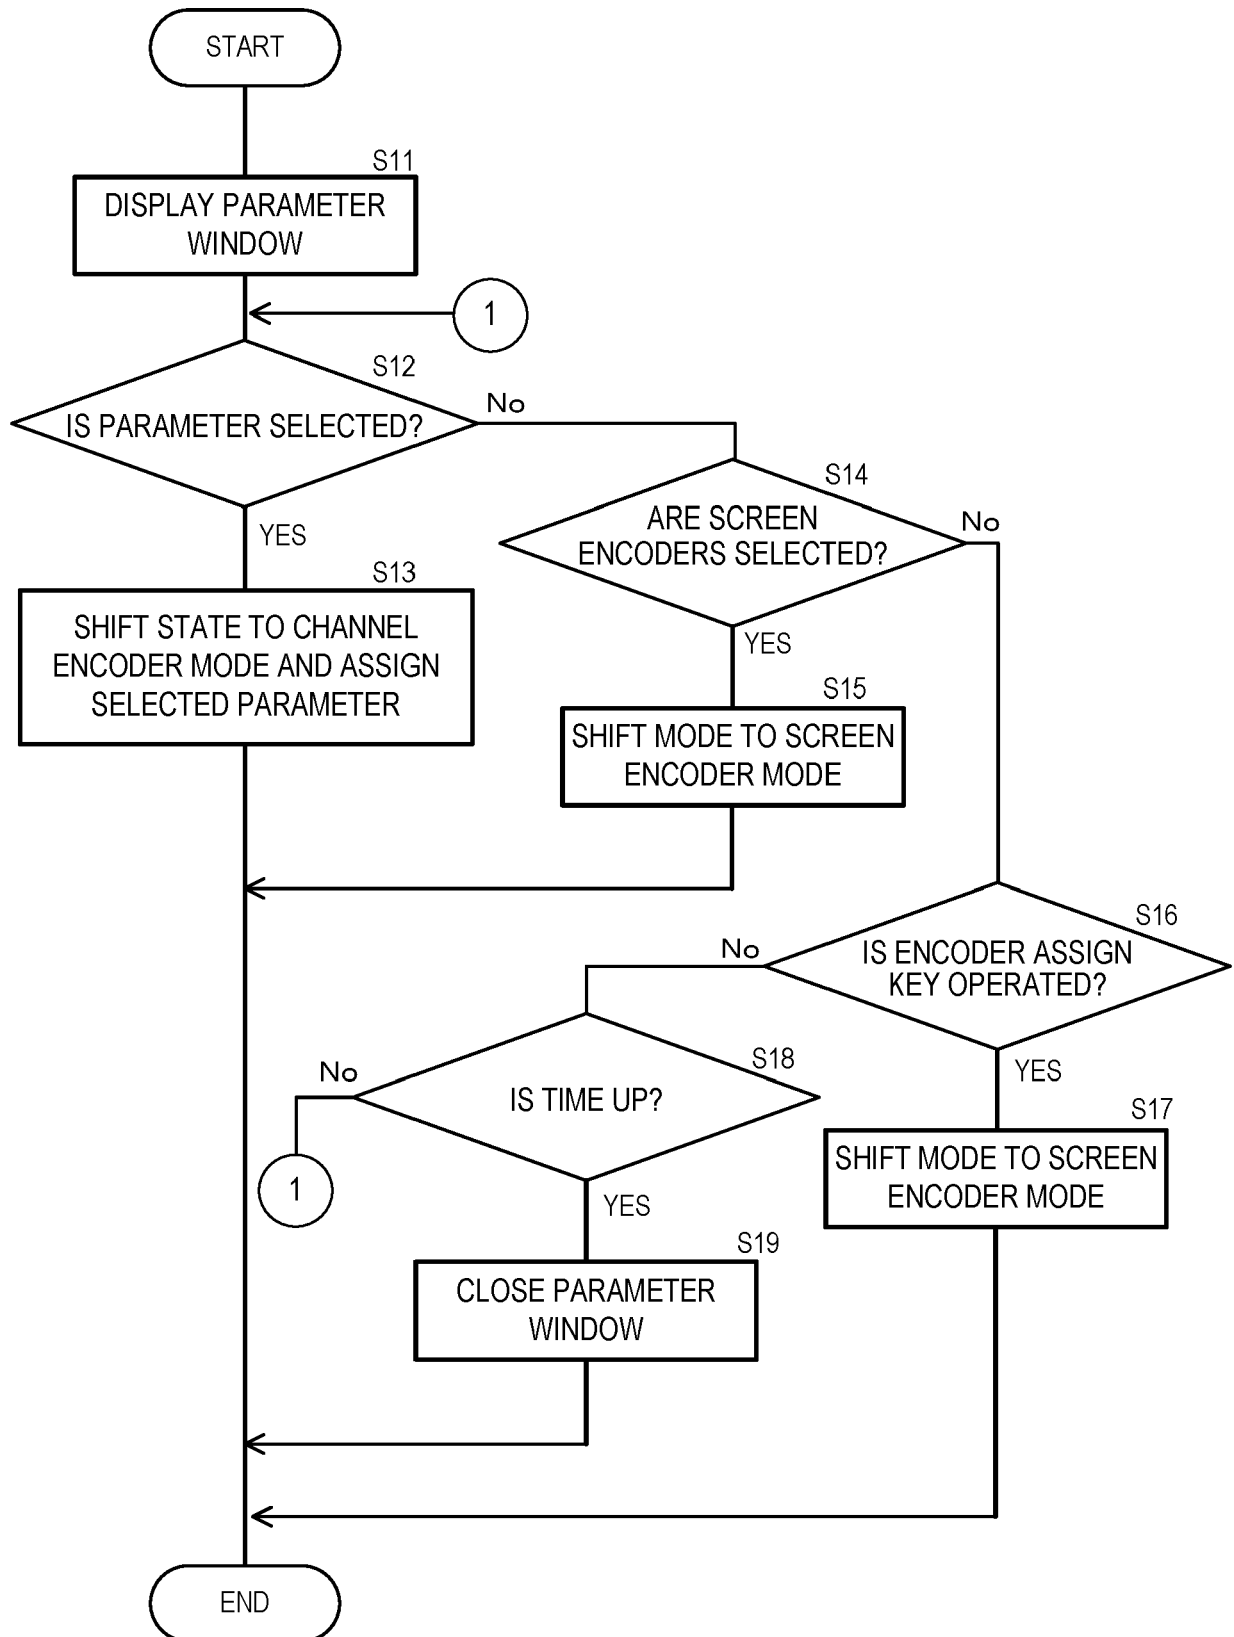 START
S11
DISPLAY PARAMETER
WINDOW
1
S12
IS PARAMETER SELECTED?
No
YES
S14
ARE SCREEN
ENCODERS SELECTED?
No
YES
S13
SHIFT STATE TO CHANNEL
ENCODER MODE AND ASSIGN
SELECTED PARAMETER
S15
SHIFT MODE TO SCREEN
ENCODER MODE
S16
IS ENCODER ASSIGN
KEY OPERATED?
No
YES
S18
IS TIME UP?
No
1
YES
S17
SHIFT MODE TO SCREEN
ENCODER MODE
S19
CLOSE PARAMETER
WINDOW
END